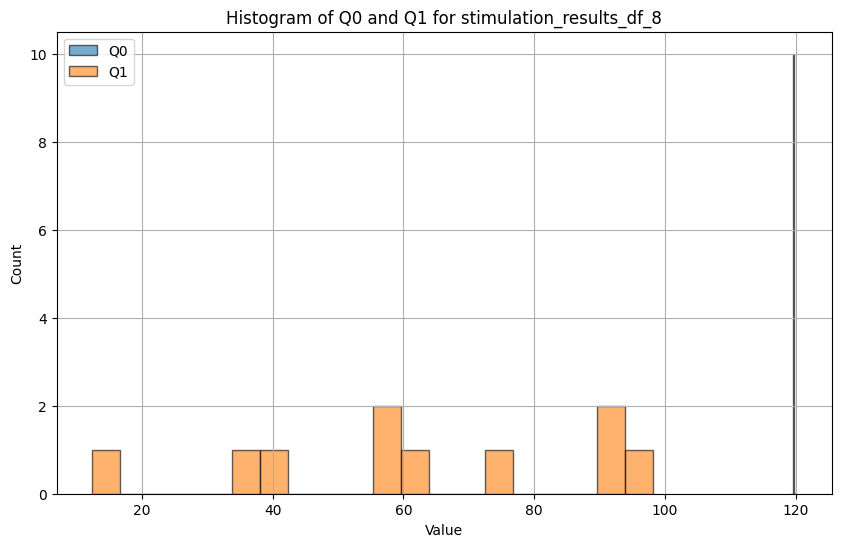 Histogram of Q0 and Q1 for stimulation_results_df_8
Q0
Q1
Count
10
8
6
4
2
0
20 40 60 80 100 120
Value